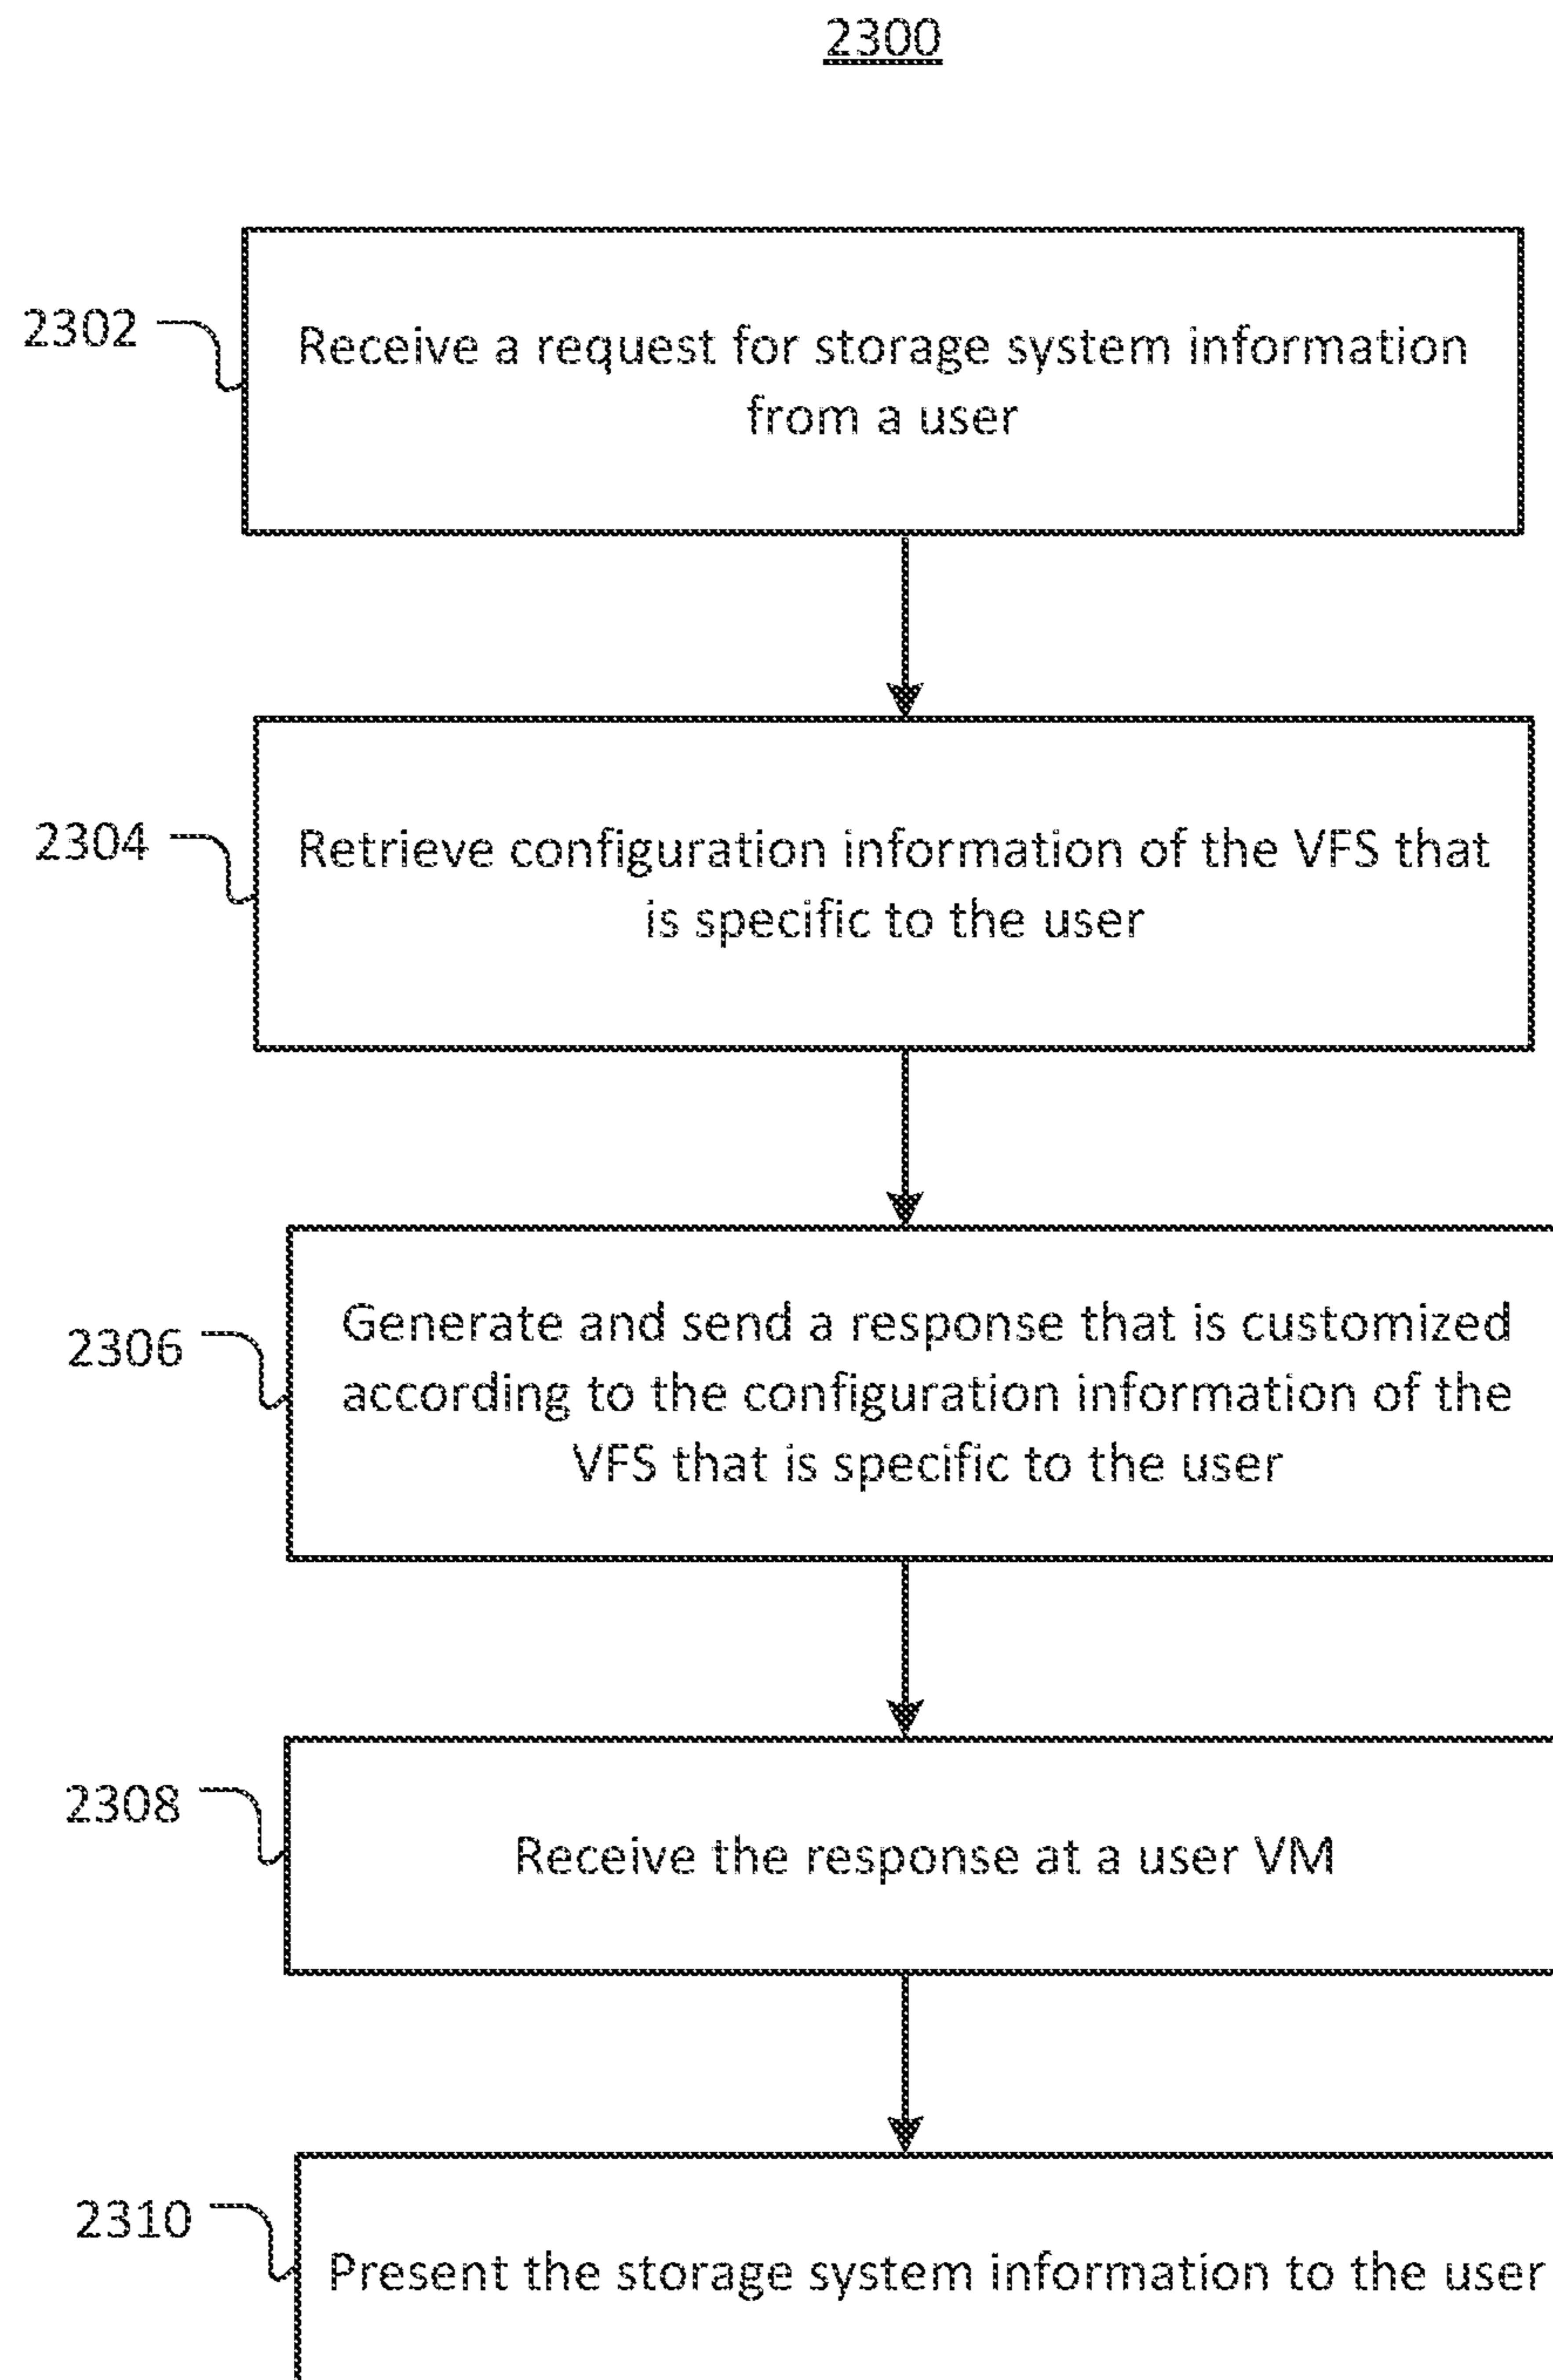 2300
2302
Receive a request for storage system information
from a user
2304
Retrieve configuration information of the VFS that
is specific to the user
2306
Generate and send a response that is customized
according to the configuration information of the
VFS that is specific to the user
2308
Receive the response at a user VM
2310
Present the storage system information to the user